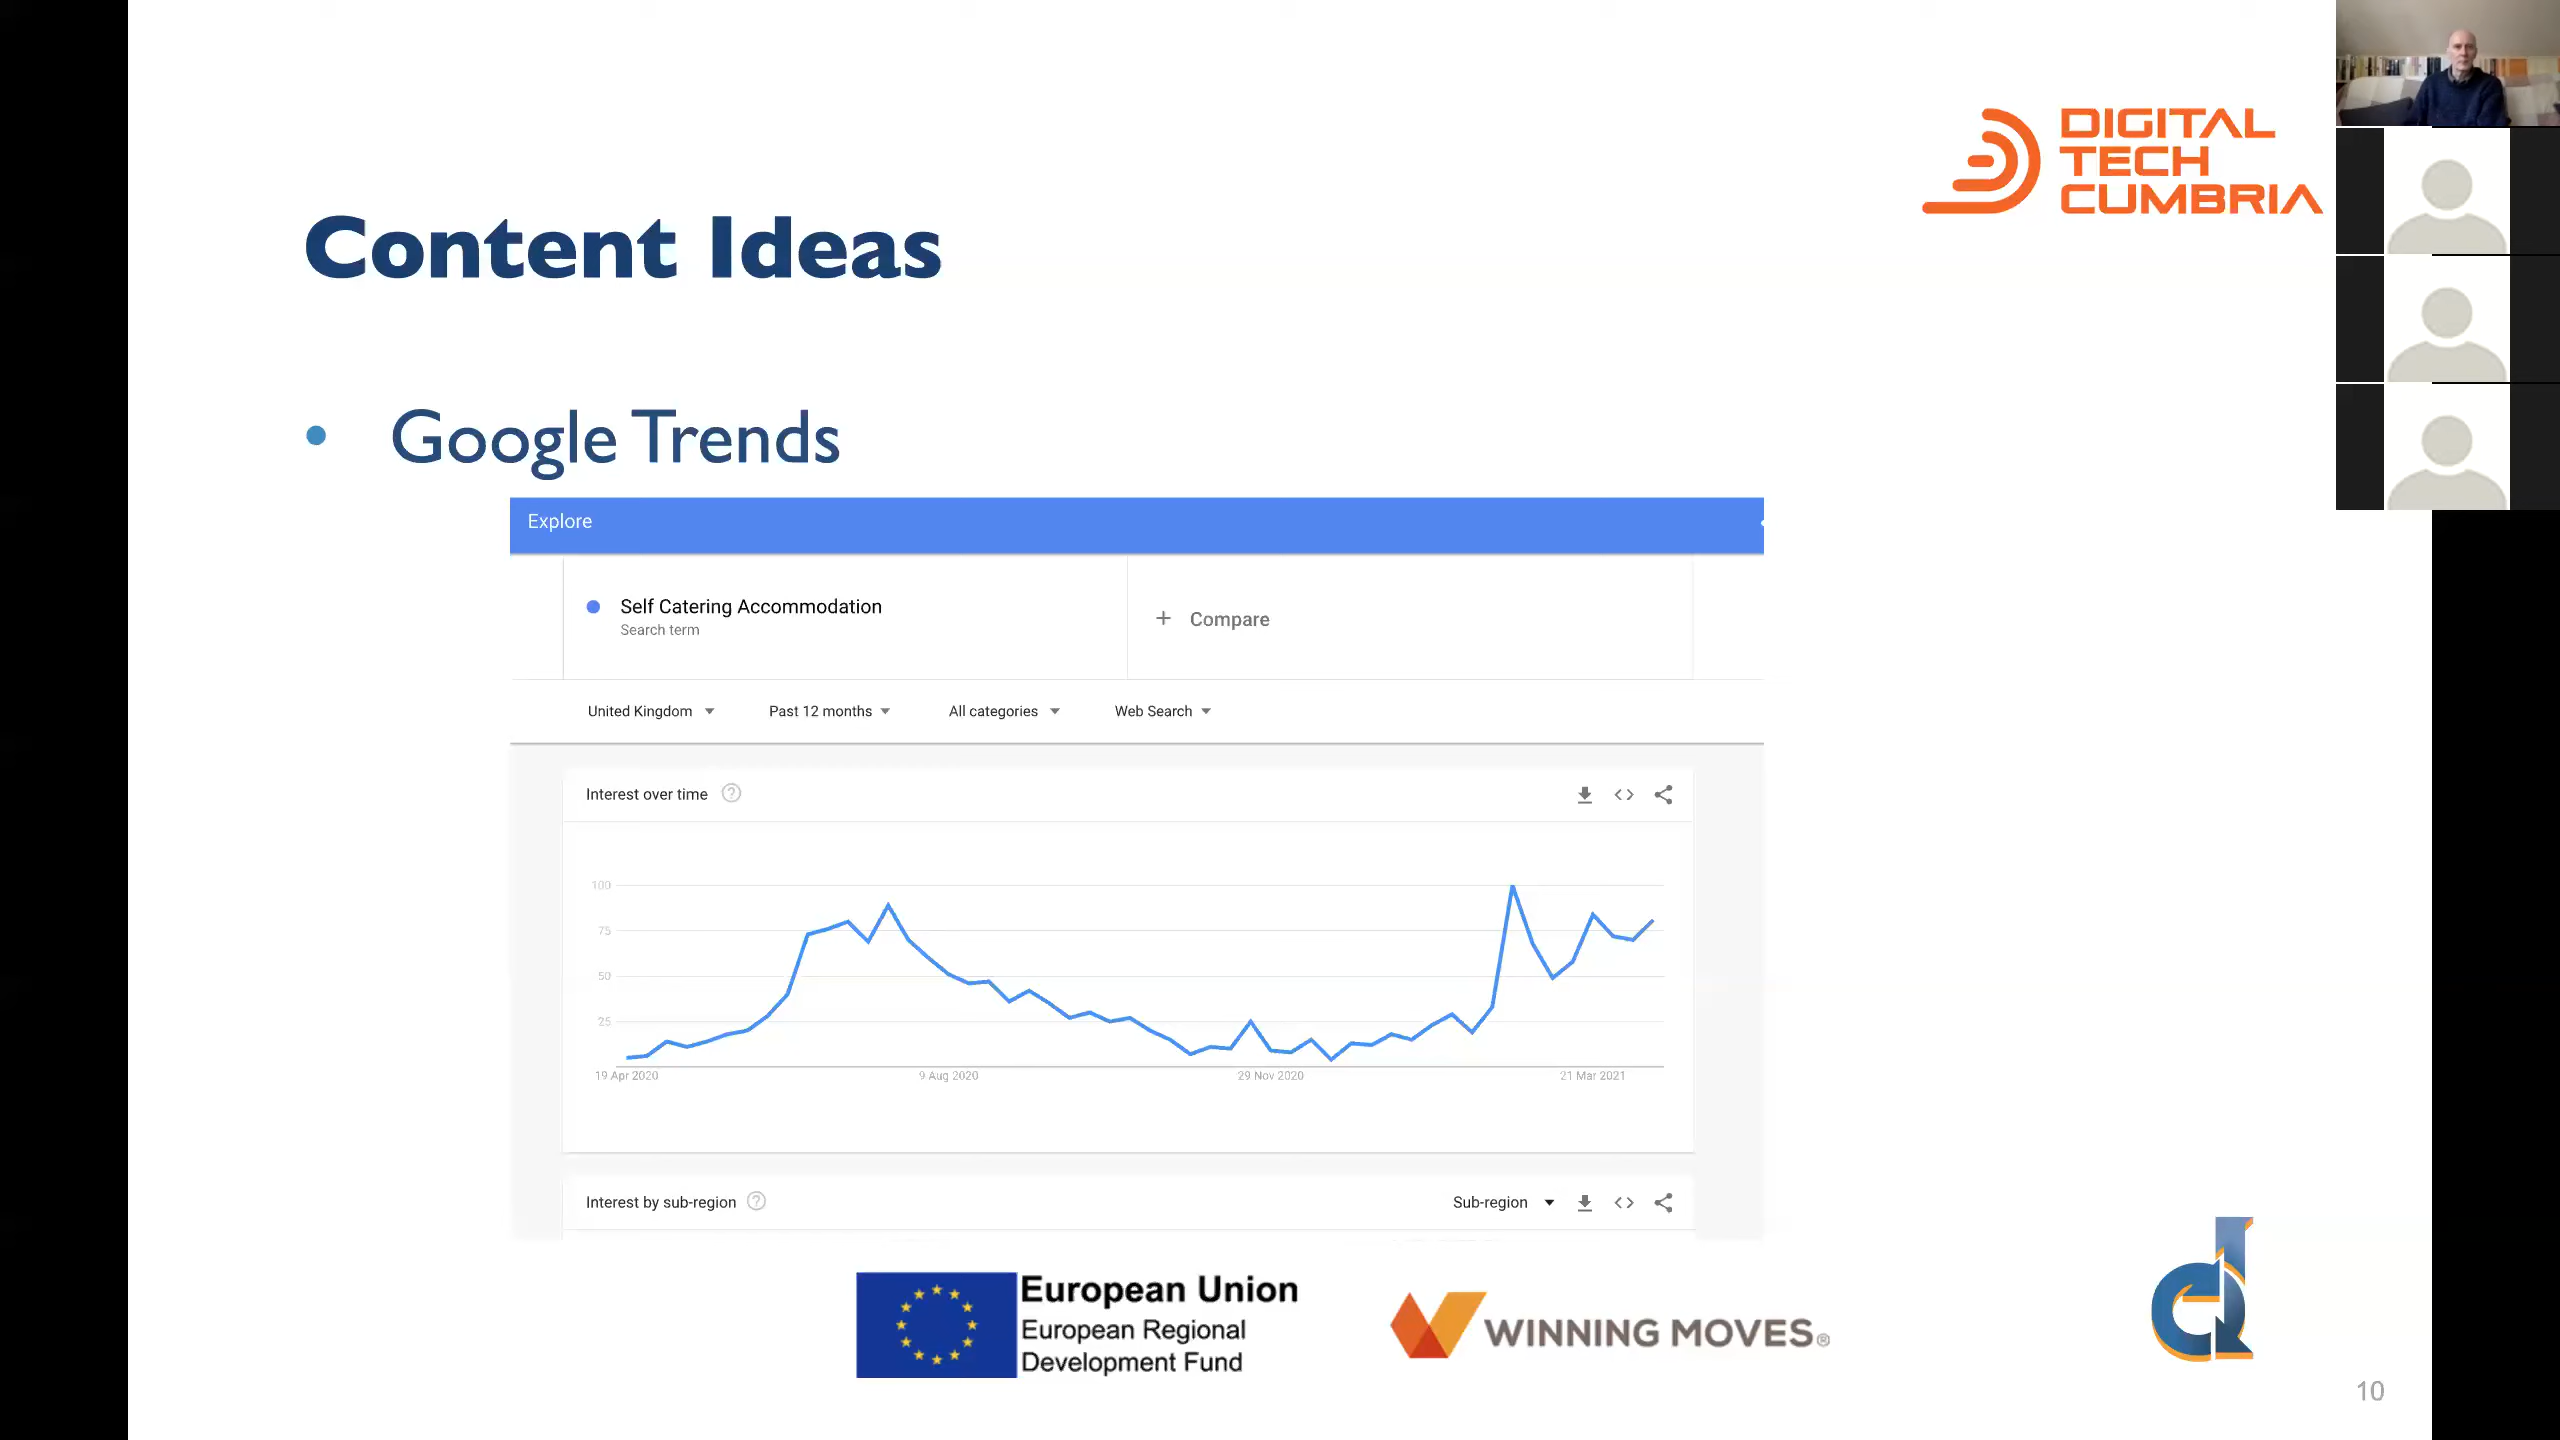 DIGITAL
TECH
CUMBRIA
Content Ideas
• Google Trends
Explore
Self Catering Accommodation
Search term
+ Compare
United Kingdom
Past 12 months
All categories
Web Search
Interest over time
100
75
50
25
19 Apr 2020
9 Aug 2020
29 Nov 2020
21 Mar 2021
Interest by sub-region
Sub-region
European Union
European Regional
Development Fund
WINNING MOVES®
10